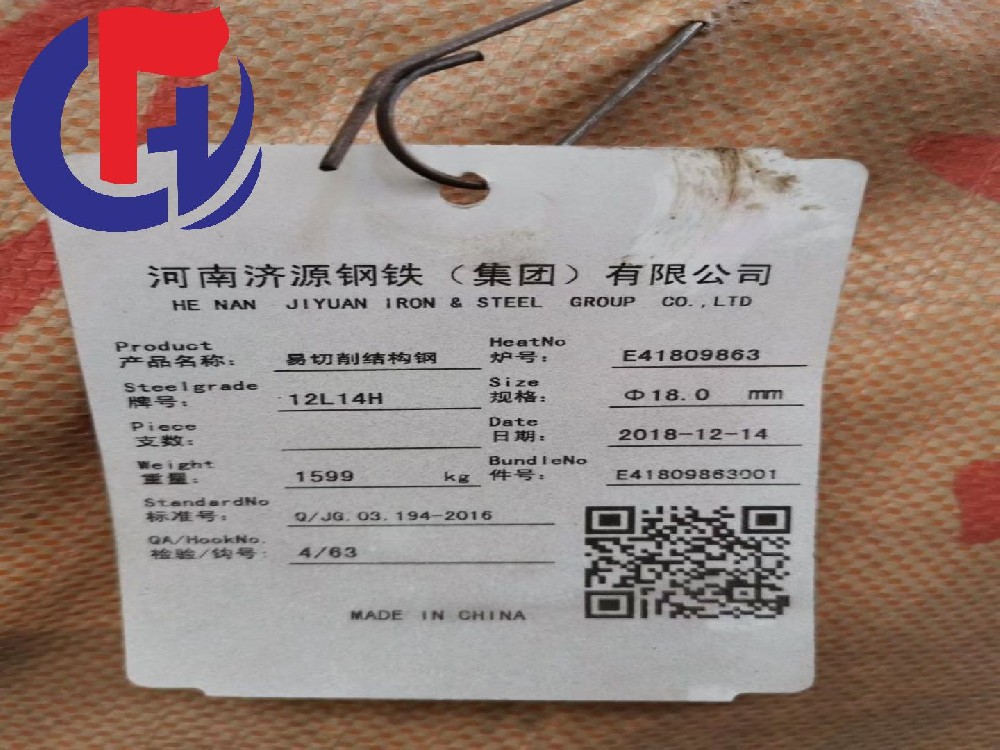 河南济源钢铁（集团）有限公司
HE NAN JIYUAN IRON & STEEL GROUP CO.,LTD
Product
产品名称: 易切削结构钢
HeatNo
炉号: E41809863
Steelgrade
牌号: 12L14H
Size
规格: Φ18.0 mm
Piece
支数:
Date
日期: 2018-12-14
Weight
重量: 1599 kg
BundleNo
件号: E41809863001
StandardNo
标准号: Q/JG.03.194-2016
QA/HookNo.
检验/钩号: 4/63
MADE IN CHINA